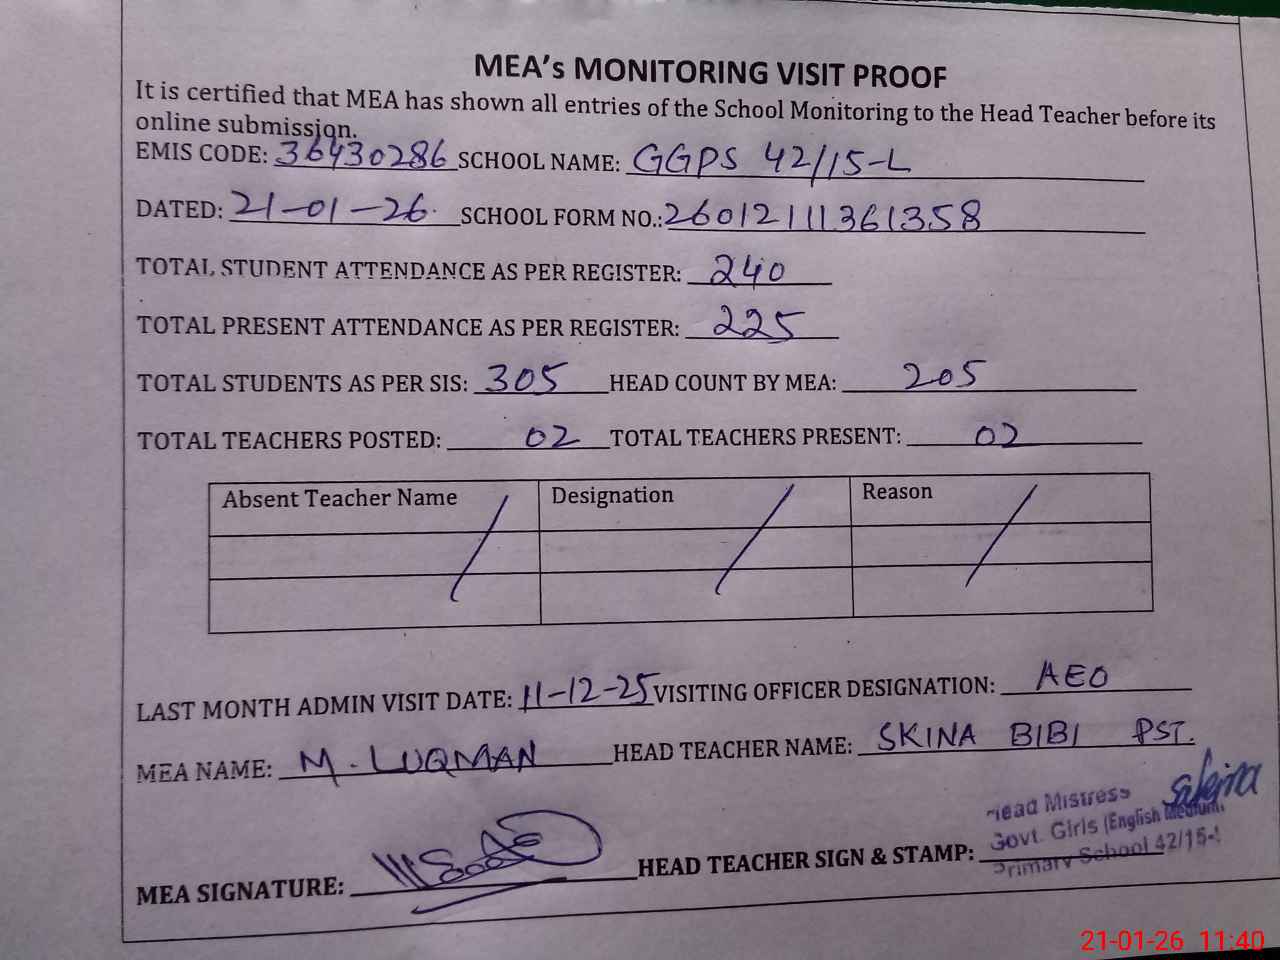 MEA's MONITORING VISIT PROOF
It is certified that MEA has shown all entries of the School Monitoring to the Head Teacher before its
online submission.
EMIS CODE: 36430286 SCHOOL NAME: GGPS 42/15-L
DATED: 21-01-26. SCHOOL FORM NO.: 26012111361358
TOTAL STUDENT ATTENDANCE AS PER REGISTER: 240
TOTAL PRESENT ATTENDANCE AS PER REGISTER: 225
TOTAL STUDENTS AS PER SIS: 305 HEAD COUNT BY MEA: 205
TOTAL TEACHERS POSTED: 02 TOTAL TEACHERS PRESENT: 02
Absent Teacher Name Designation Reason
LAST MONTH ADMIN VISIT DATE: 11-12-25 VISITING OFFICER DESIGNATION: AEO
MEA NAME: M. LUQMAN HEAD TEACHER NAME: SKINA BIBI PST.
Head Mistress
Govt. Girls (English Medium)
Primary School 42/15-
MEA SIGNATURE: HEAD TEACHER SIGN & STAMP:
21-01-26 11:40